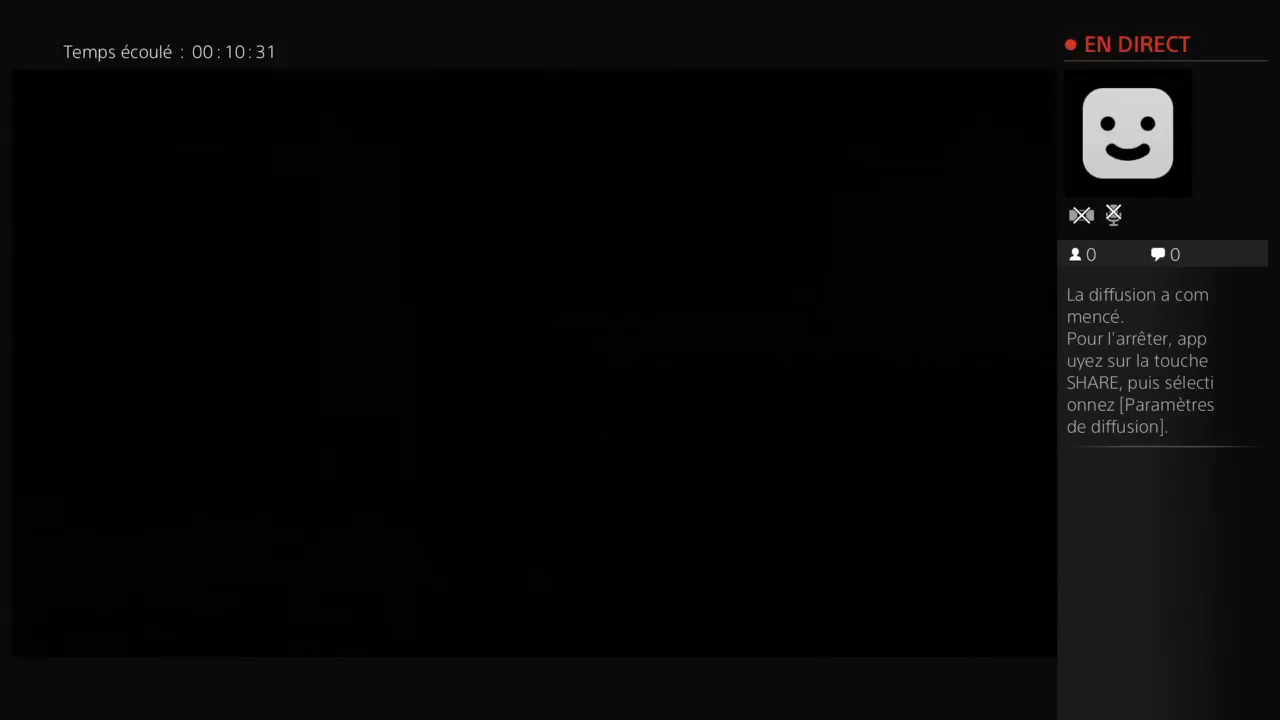 Temps écoulé : 00:10:31
EN DIRECT
0 0
La diffusion a com
mencé.
Pour l'arrêter, app
uyez sur la touche
SHARE, puis sélecti
onnez [Paramètres
de diffusion].